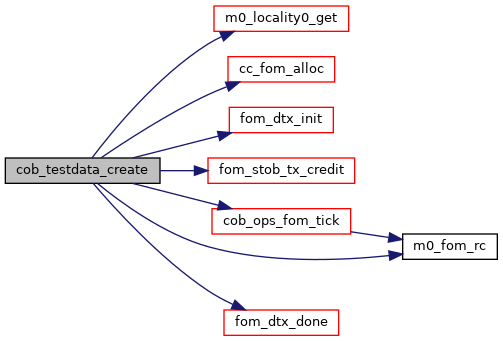 m0_locality0_get
cc_fom_alloc
fom_dtx_init
cob_testdata_create
fom_stob_tx_credit
cob_ops_fom_tick
m0_fom_rc
fom_dtx_done